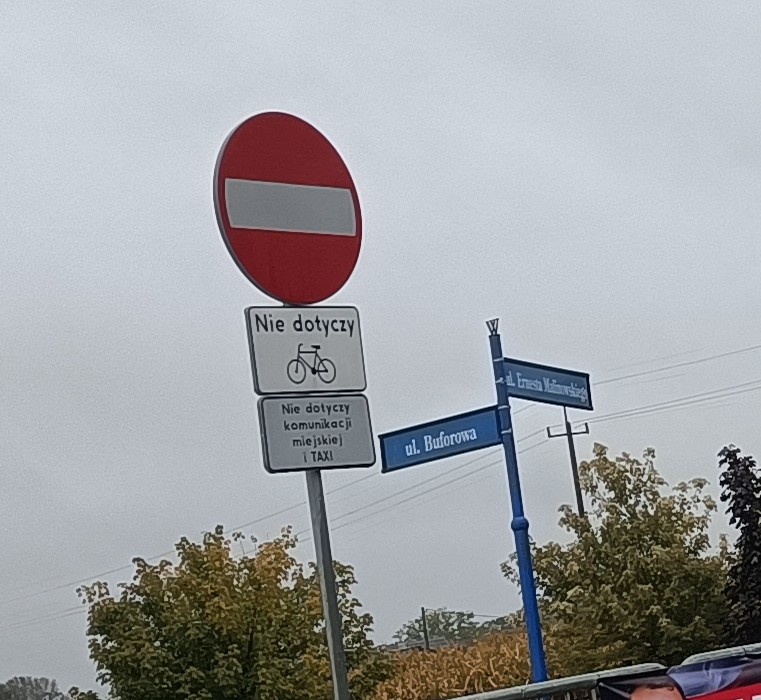 Nie dotyczy
Nie dotyczy
komunikacji
miejskiej
i TAXI
ul. Buforowa
ul. Ernesta Malinowskiego